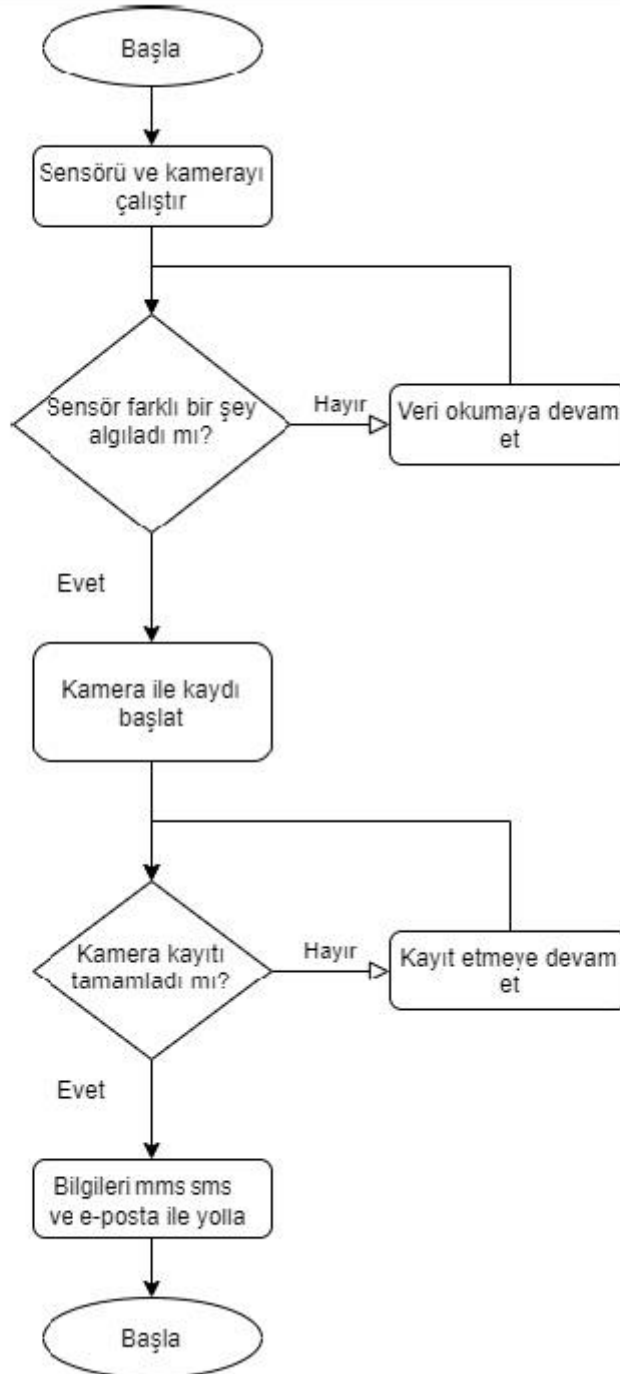 Başla
Sensörü ve kamerayı
çalıştır
Sensör farklı bir şey
algıladı mı?
Hayır
Veri okumaya devam
et
Evet
Kamera ile kaydı
başlat
Kamera kayıtı
tamamladı mı?
Hayır
Kayıt etmeye devam
et
Evet
Bilgileri mms sms
ve e-posta ile yolla
Başla